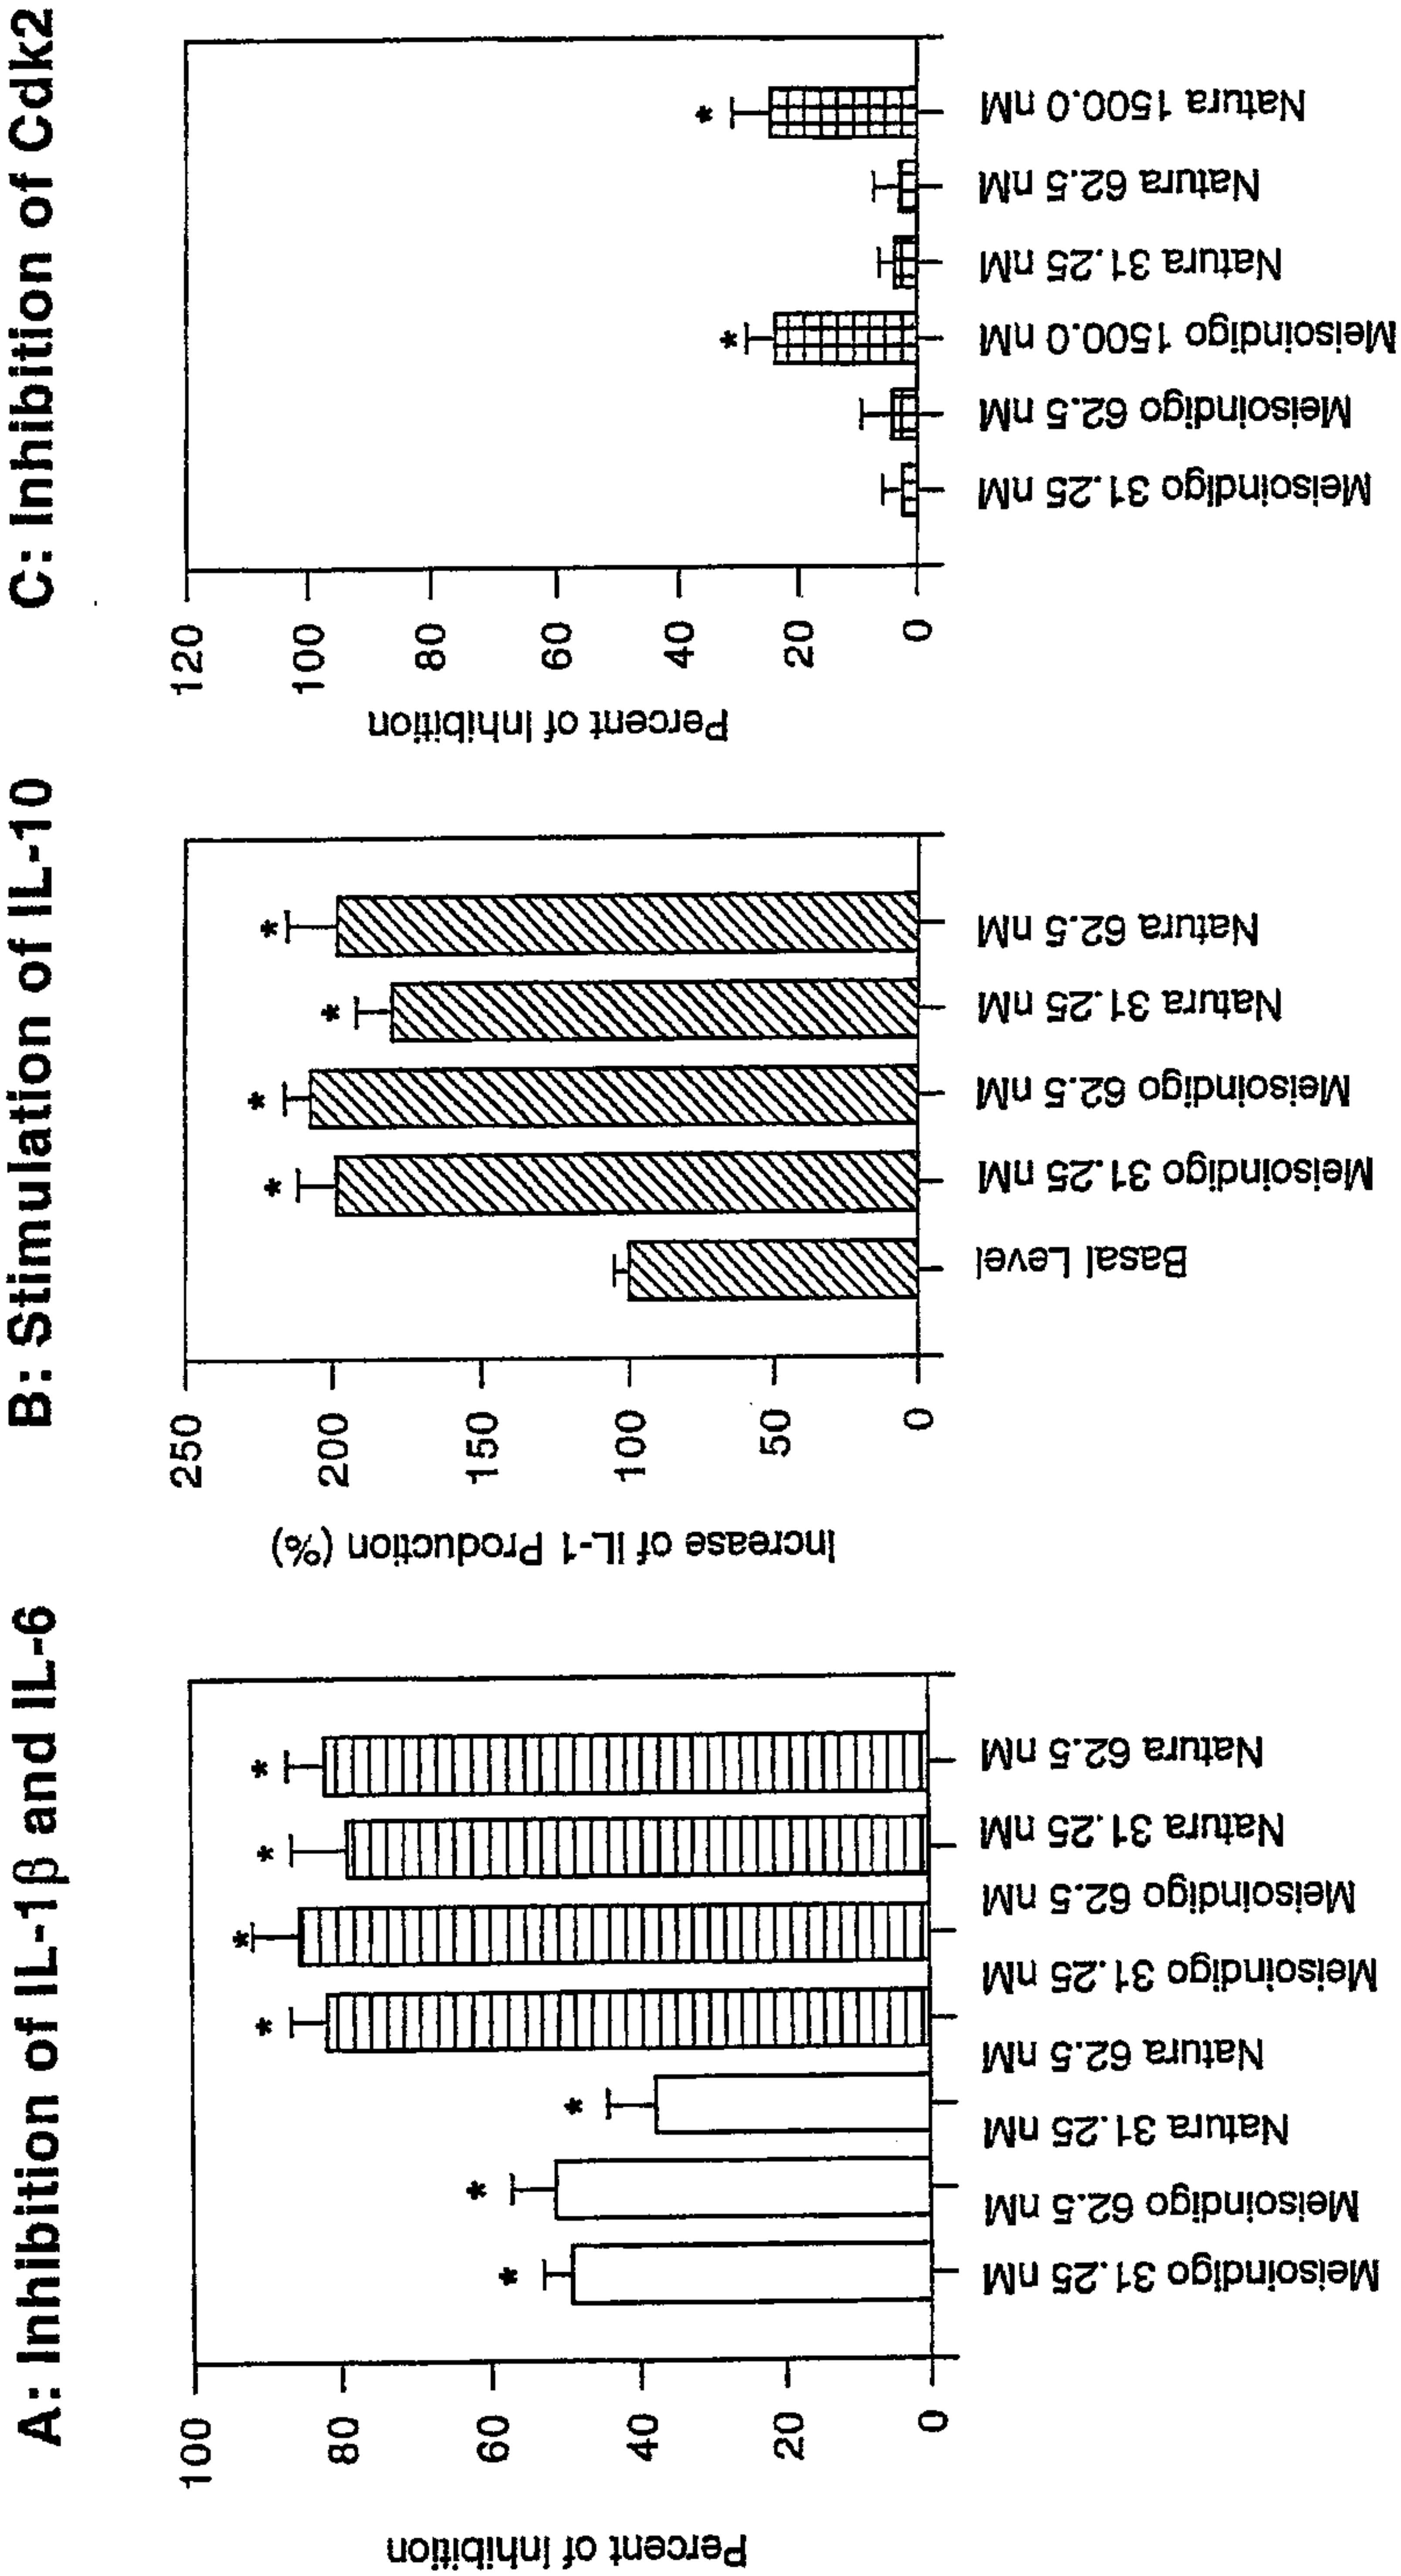 A: Inhibition of IL-1β and IL-6
Percent of Inhibition
100
80
60
40
20
0
Meisoindigo 31.25 nM
Meisoindigo 62.5 nM
Natura 31.25 nM
Natura 62.5 nM
Meisoindigo 31.25 nM
Meisoindigo 62.5 nM
Natura 31.25 nM
Natura 62.5 nM
*
*
*
*
*
*
*
B: Stimulation of IL-10
Increase of IL-1 Production (%)
250
200
150
100
50
0
Basal Level
Meisoindigo 31.25 nM
Meisoindigo 62.5 nM
Natura 31.25 nM
Natura 62.5 nM
*
*
*
*
C: Inhibition of Cdk2
Percent of Inhibition
120
100
80
60
40
20
0
Meisoindigo 31.25 nM
Meisoindigo 62.5 nM
Meisoindigo 1500.0 nM
Natura 31.25 nM
Natura 62.5 nM
Natura 1500.0 nM
*
*